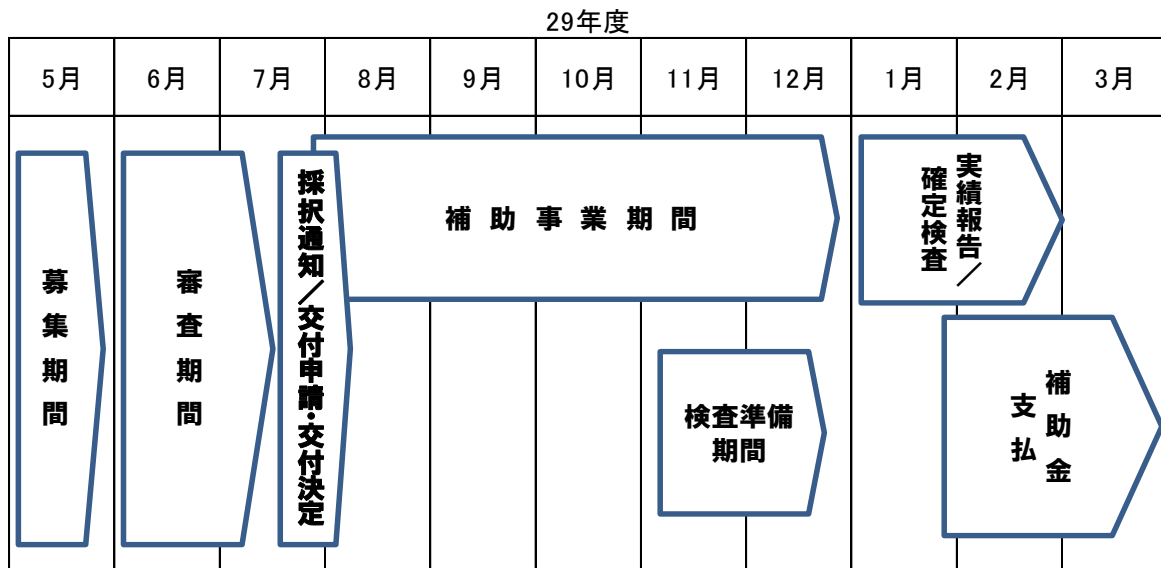 29年度
5月
6月
7月
8月
9月
10月
11月
12月
1月
2月
3月
募集期間
審査期間
採択通知／交付申請・交付決定
補助事業期間
検査準備
期間
実績報告／
確定検査
補助金
支払